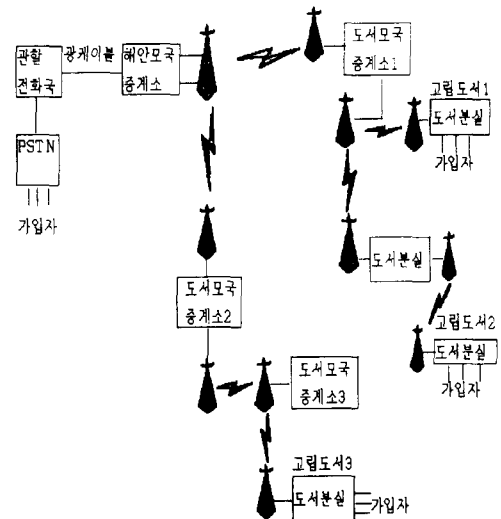 관할
전화국
광케이블
해안모국
중계소
도서모국
중계소1
고립도서1
도서분실
가입자
PSTN
가입자
도서분실
도서모국
중계소2
고립도서2
도서분실
가입자
도서모국
중계소3
고립도서3
도서분실
가입자